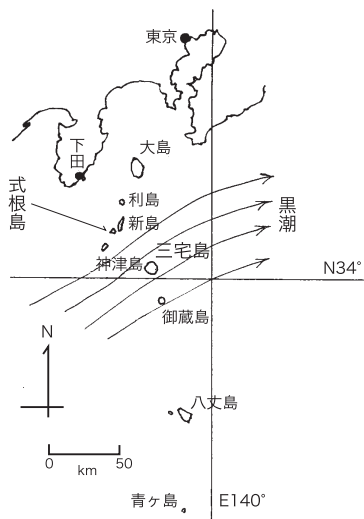 東京
下田
大島
式根島
利島
新島
黒潮
三宅島
神津島
N34°
御蔵島
N
八丈島
0 50
km
青ヶ島
E140°